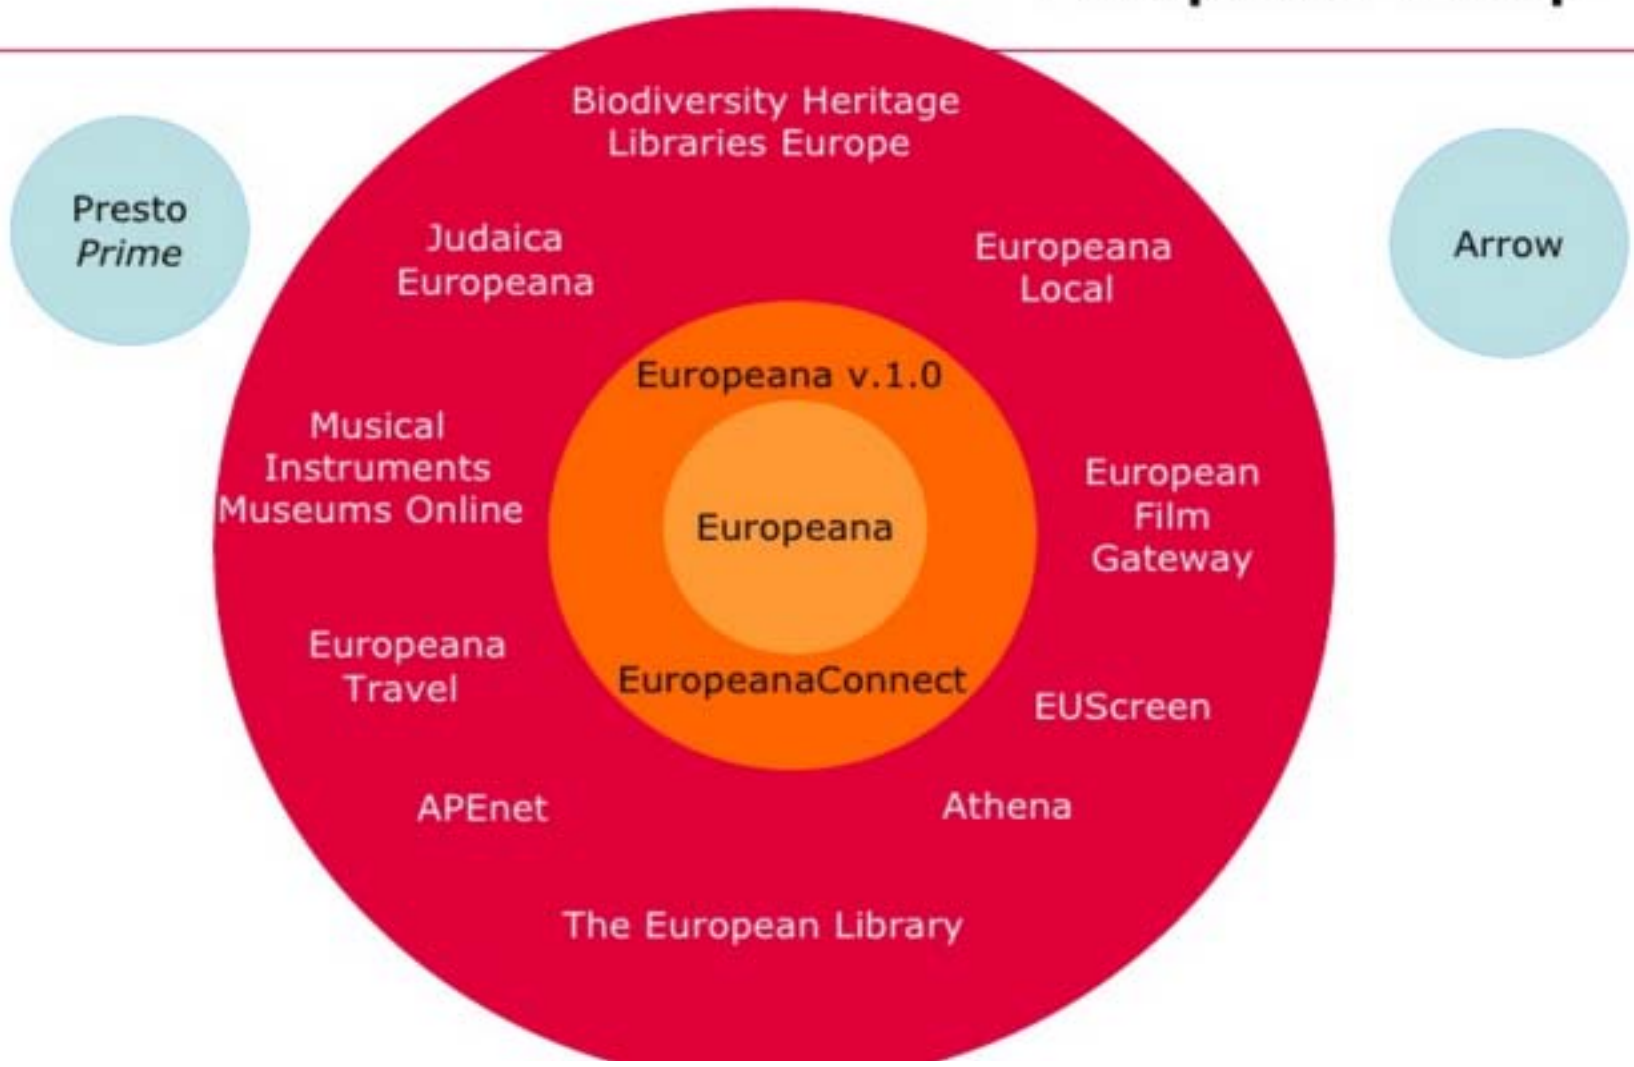 Biodiversity Heritage
Libraries Europe
Presto
Prime
Judaica
Europeana
Europeana
Local
Arrow
Europeana v.1.0
Musical
Instruments
Museums Online
Europeana
European
Film
Gateway
Europeana
Travel
EuropeanaConnect
EUScreen
APEnet
Athena
The European Library